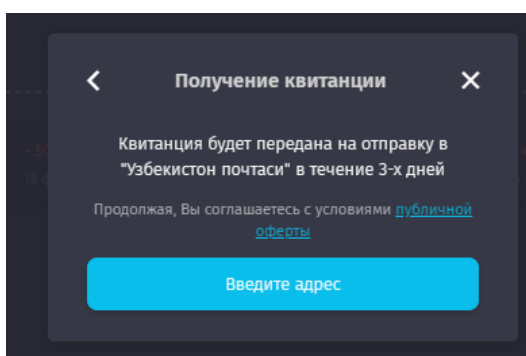 Получение квитанции
Квитанция будет передана на отправку в
"Узбекистон почтаси" в течение 3-х дней
Продолжая, Вы соглашаетесь с условиями публичной
оферты
Введите адрес